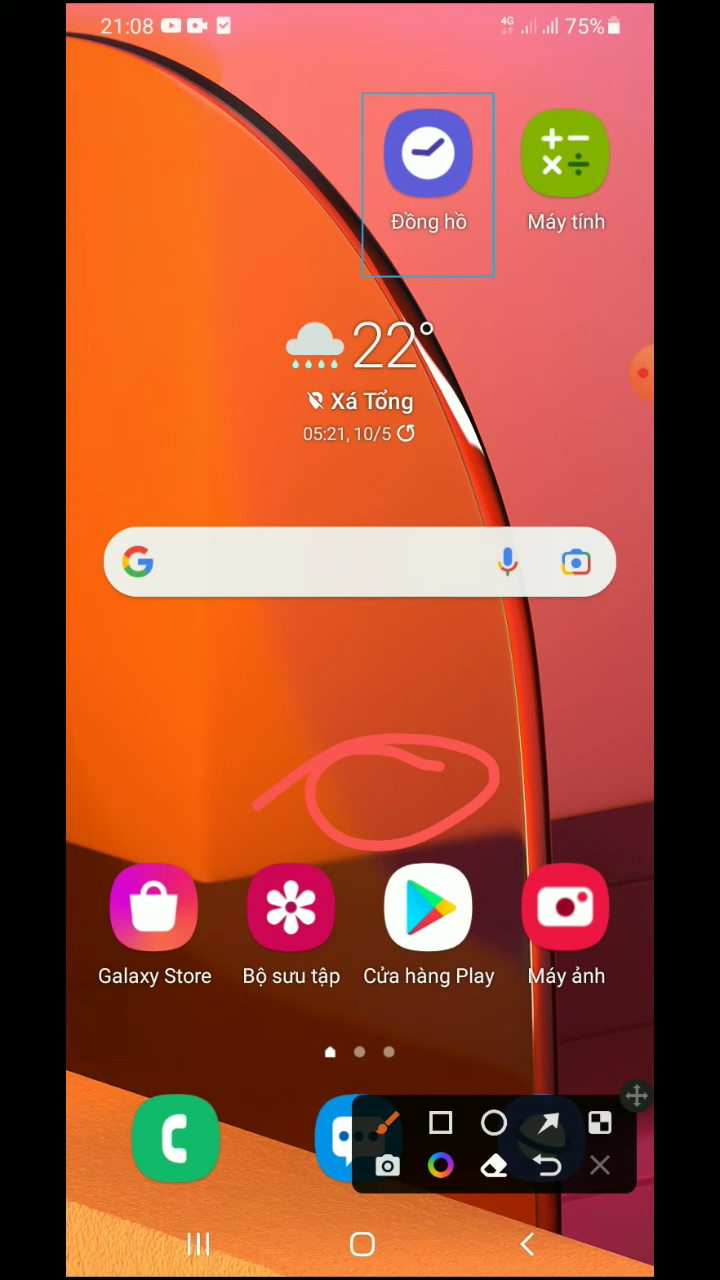 21:08
4G 75%
Đồng hồ
Máy tính
22°
Xá Tổng
05:21, 10/5
G
Galaxy Store
Bộ sưu tập
Cửa hàng Play
Máy ảnh